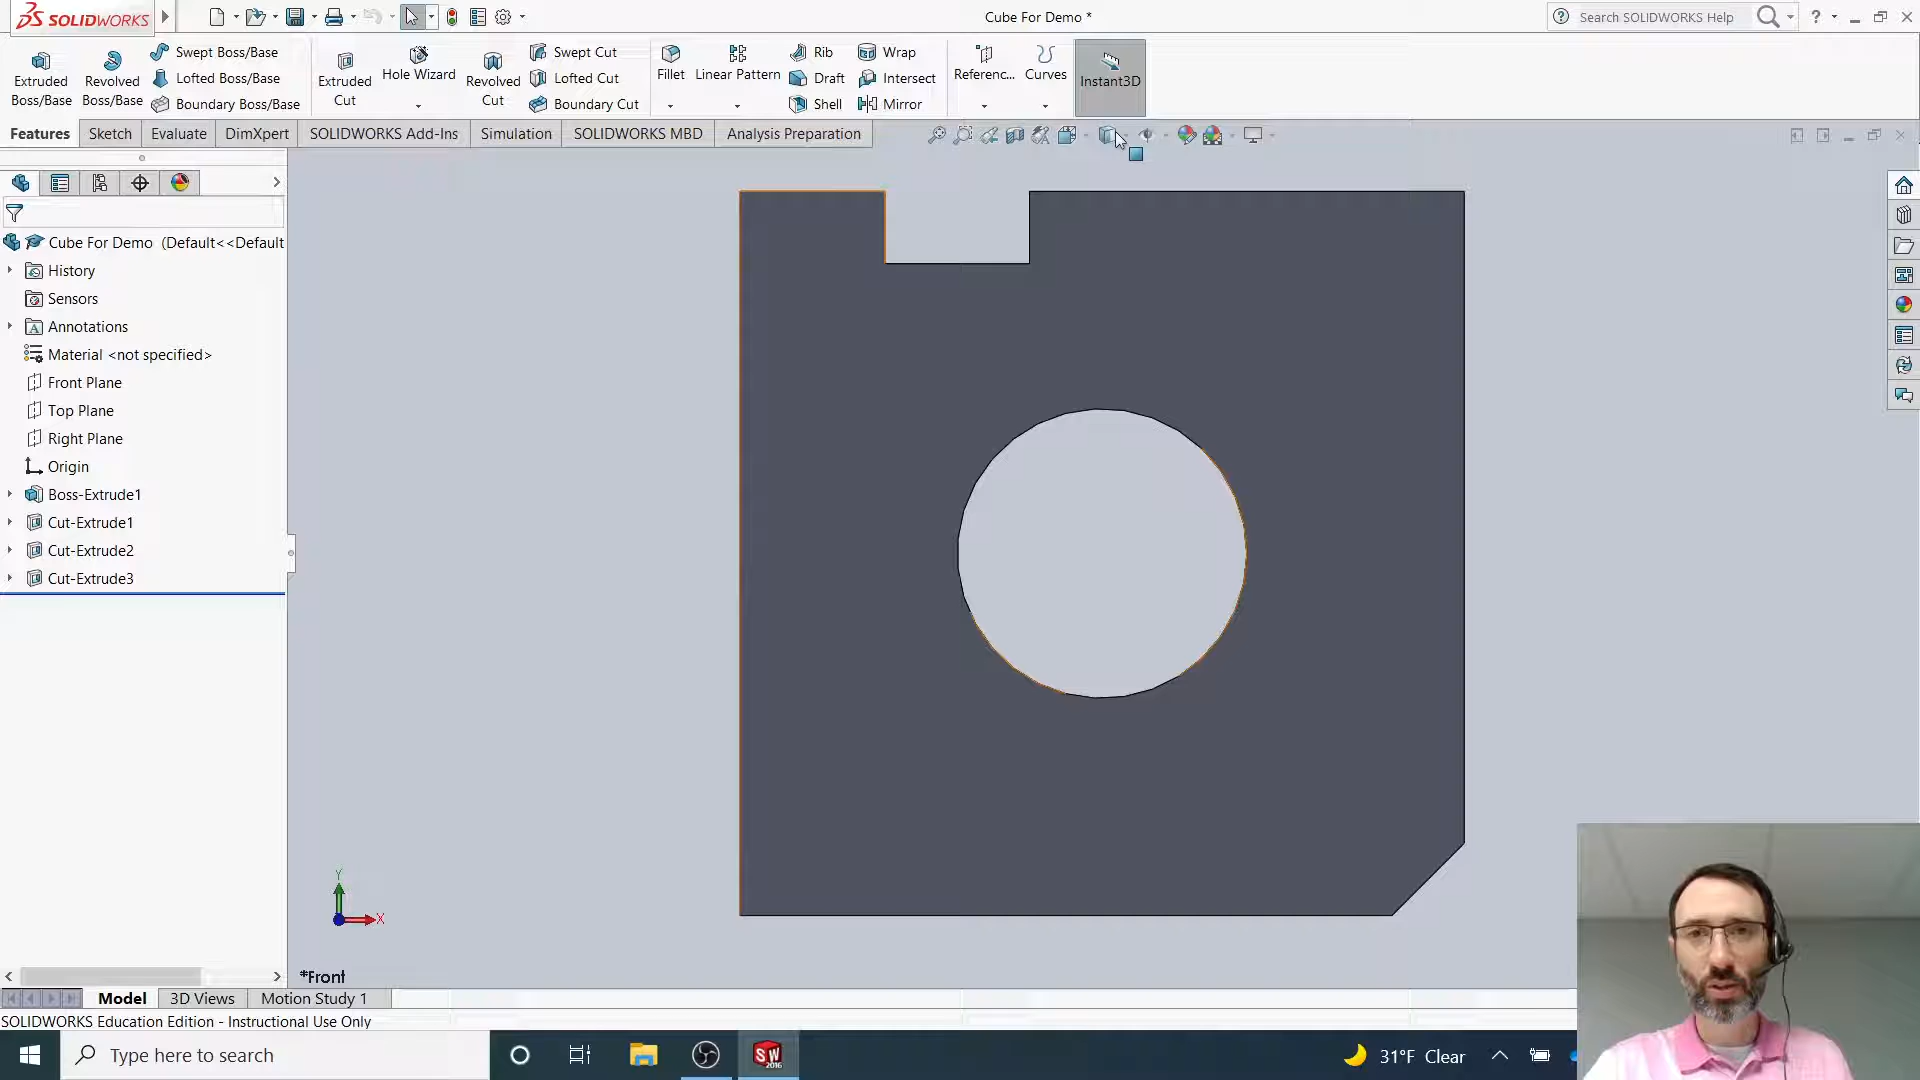 SOLIDWORKS
Cube For Demo *
Search SOLIDWORKS Help
?
Extruded Boss/Base
Revolved Boss/Base
Swept Boss/Base
Lofted Boss/Base
Boundary Boss/Base
Extruded Cut
Hole Wizard
Revolved Cut
Swept Cut
Lofted Cut
Boundary Cut
Fillet
Linear Pattern
Rib
Draft
Shell
Wrap
Intersect
Mirror
Referenc...
Curves
Instant3D
Features
Sketch
Evaluate
DimXpert
SOLIDWORKS Add-Ins
Simulation
SOLIDWORKS MBD
Analysis Preparation
Cube For Demo (Default<<Default
History
Sensors
Annotations
Material <not specified>
Front Plane
Top Plane
Right Plane
Origin
Boss-Extrude1
Cut-Extrude1
Cut-Extrude2
Cut-Extrude3
Y
X
*Front
Model
3D Views
Motion Study 1
SOLIDWORKS Education Edition - Instructional Use Only
Type here to search
SW
2016
31°F Clear